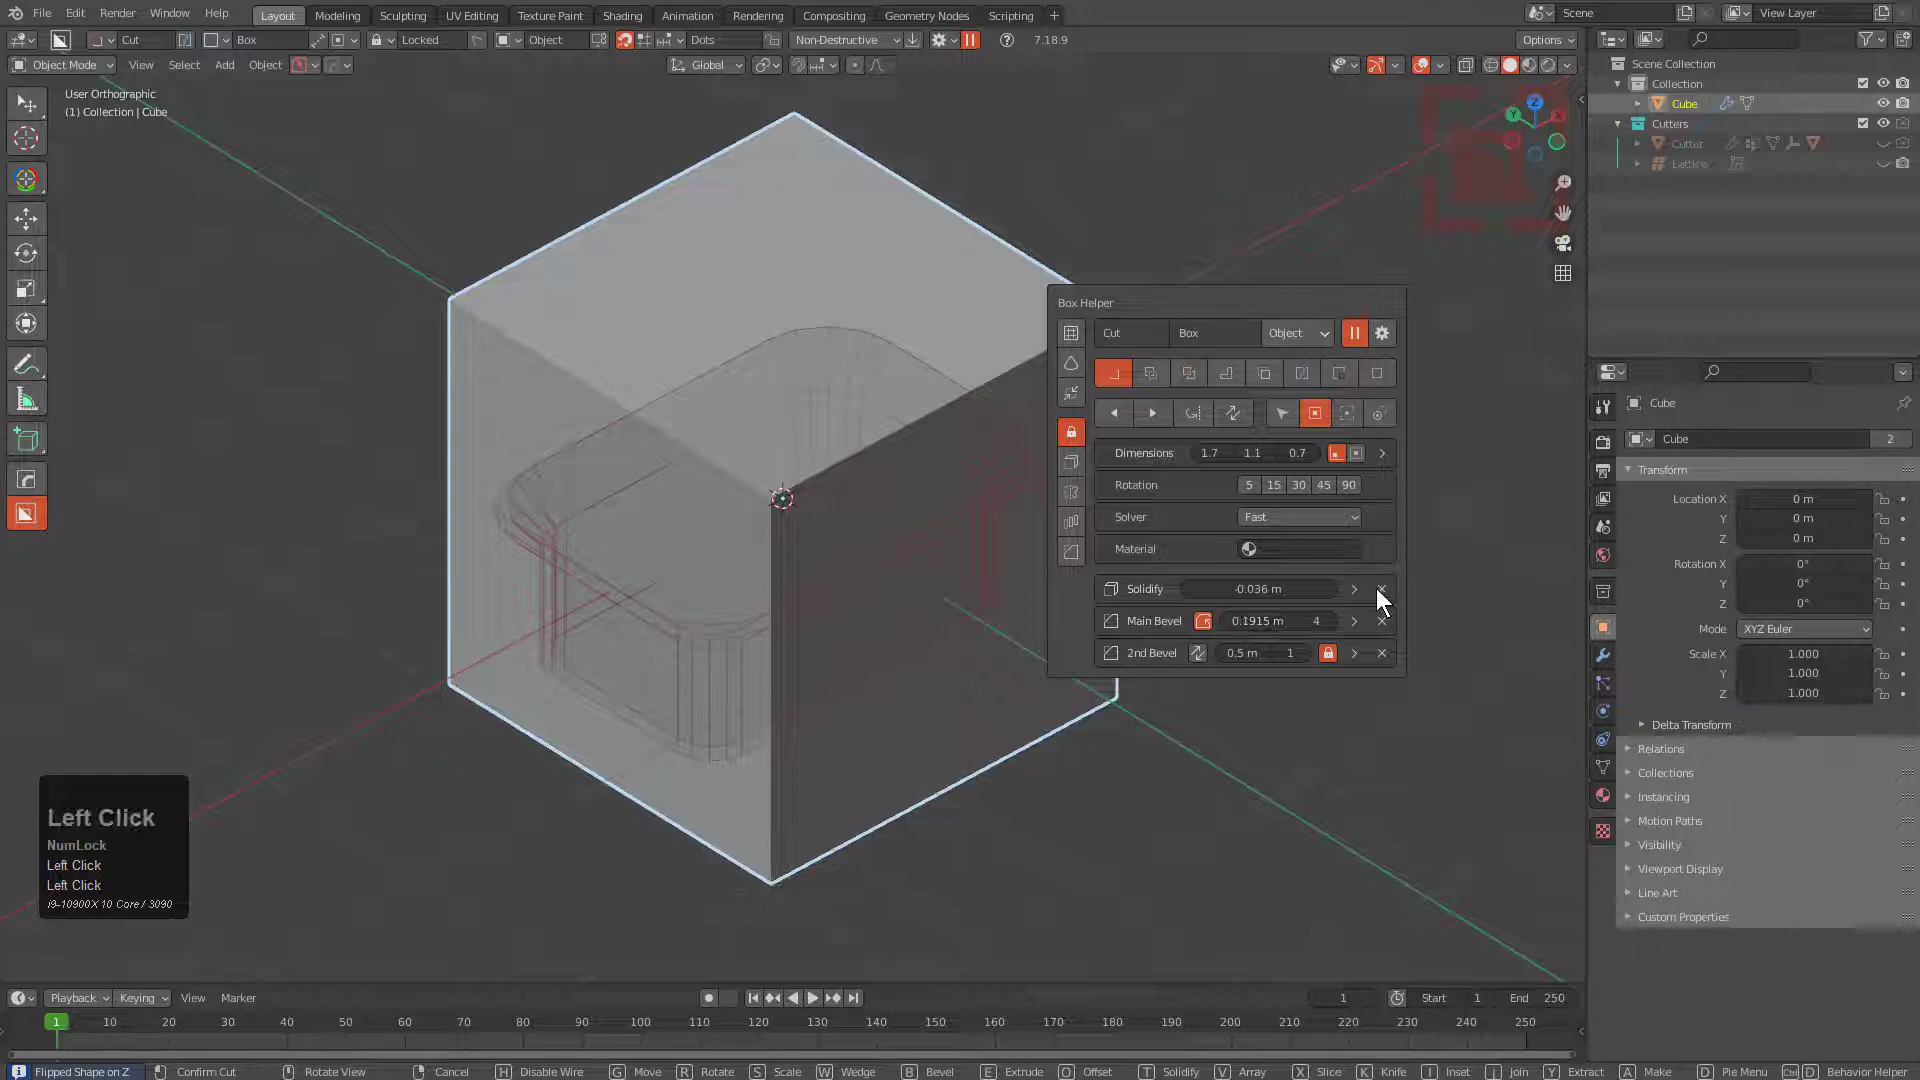 File Edit Render Window Help Layout Modeling Sculpting UV Editing Texture Paint Shading Animation Rendering Compositing Geometry Nodes Scripting + Scene View Layer
Cut Box Locked Object Dots Non-Destructive 7.18.9 Options
Object Mode View Select Add Object Global
User Orthographic
(1) Collection | Cube
Scene Collection
Collection
Cube
Cutters
Cutter
Lattice
Box Helper
Cut Box Object
Dimensions 1.7 1.1 0.7
Rotation 5 15 30 45 90
Solver Fast
Material
Solidify -0.036 m
Main Bevel 0.1915 m 4
2nd Bevel 0.5 m 1
Cube
Cube 2
Transform
Location X 0 m
Y 0 m
Z 0 m
Rotation X 0°
Y 0°
Z 0°
Mode XYZ Euler
Scale X 1.000
Y 1.000
Z 1.000
Delta Transform
Relations
Collections
Instancing
Motion Paths
Visibility
Viewport Display
Line Art
Custom Properties
Left Click
NumLock
Left Click
Left Click
i9-10900X 10 Core / 3090
Playback Keying View Marker 1 Start 1 End 250
1 10 20 30 40 50 60 70 80 90 100 110 120 130 140 150 160 170 180 190 200 210 220 230 240 250
Flipped Shape on Z Confirm Cut Rotate View Cancel H Disable Wire G Move R Rotate S Scale W Wedge B Bevel E Extrude O Offset T Solidify V Array X Slice K Knife I Inset J Join Y Extract A Make D Pie Menu Ctrl D Behavior Helper